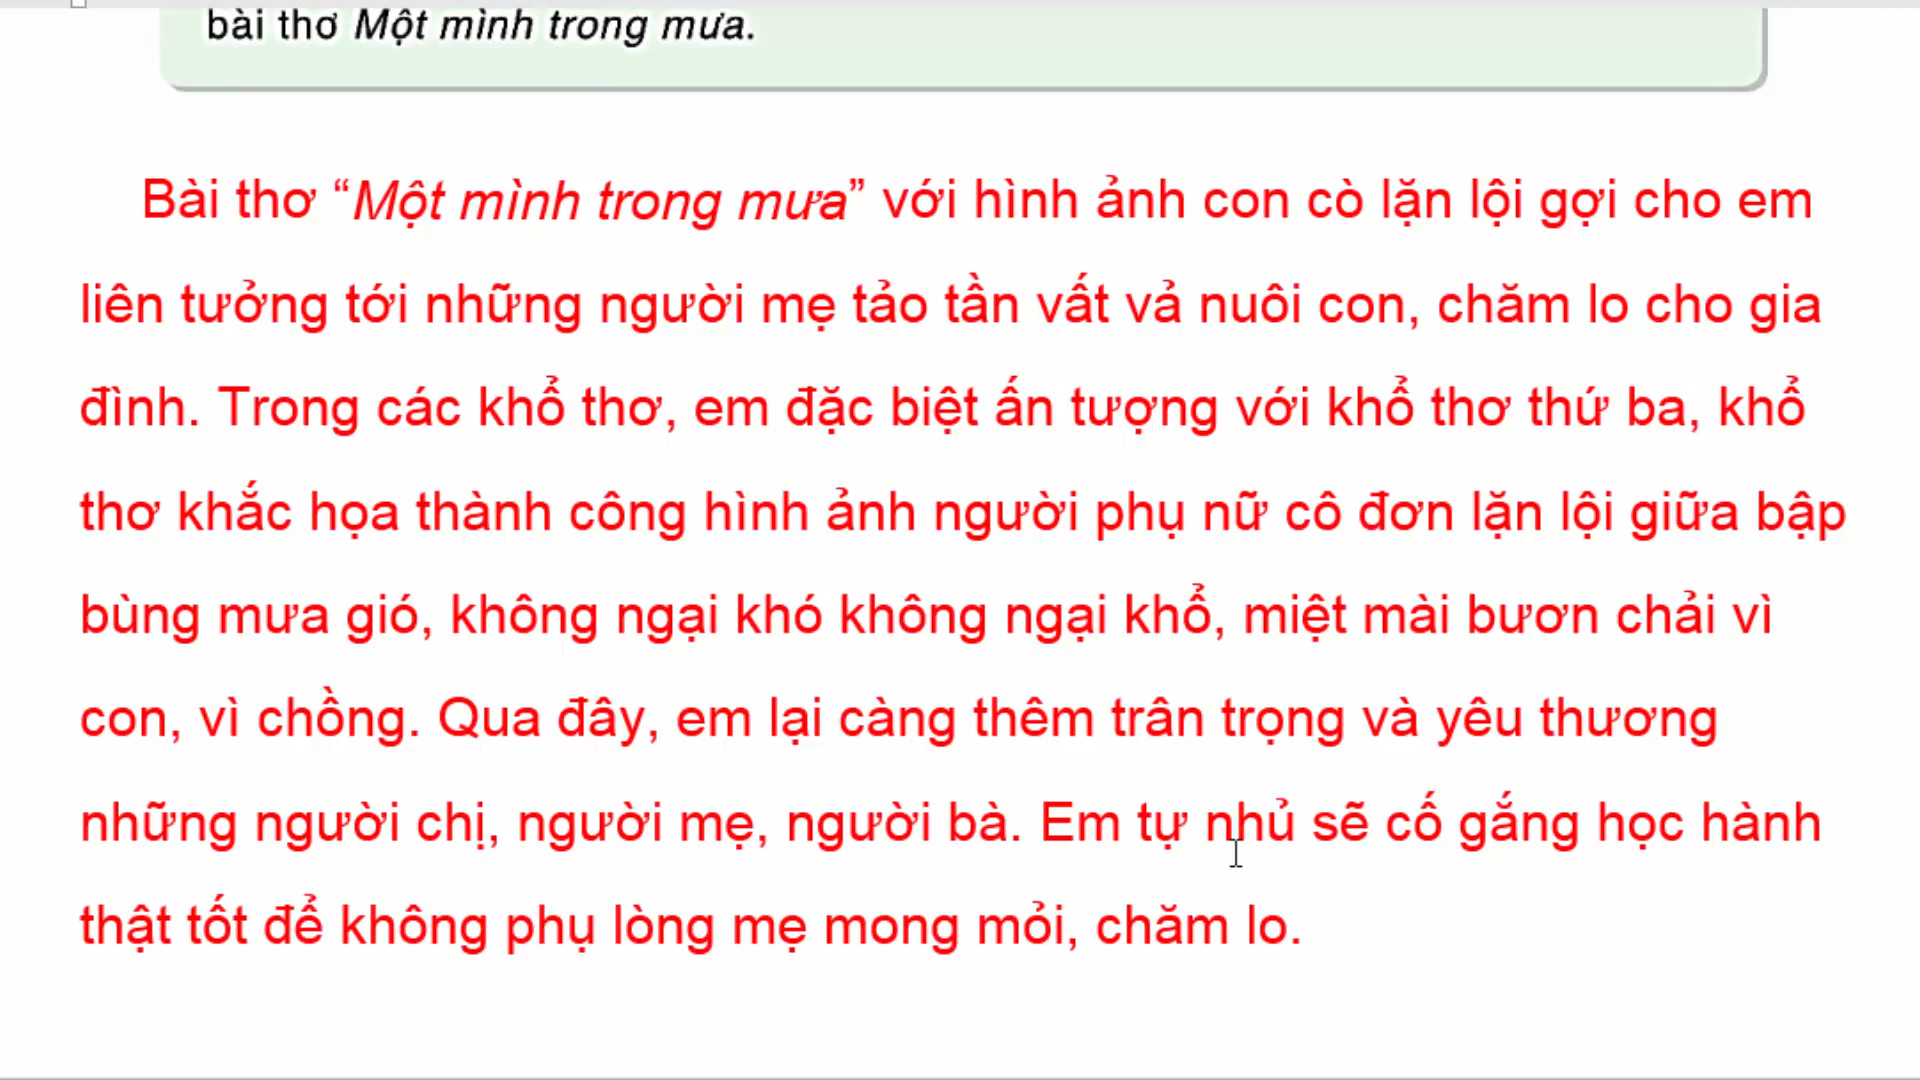 bài thơ Một mình trong mưa.
Bài thơ “Một mình trong mưa” với hình ảnh con cò lặn lội gợi cho em
liên tưởng tới những người mẹ tảo tần vất vả nuôi con, chăm lo cho gia
đình. Trong các khổ thơ, em đặc biệt ấn tượng với khổ thơ thứ ba, khổ
thơ khắc họa thành công hình ảnh người phụ nữ cô đơn lặn lội giữa bập
bùng mưa gió, không ngại khó không ngại khổ, miệt mài bươn chải vì
con, vì chồng. Qua đây, em lại càng thêm trân trọng và yêu thương
những người chị, người mẹ, người bà. Em tự nhủ sẽ cố gắng học hành
thật tốt để không phụ lòng mẹ mong mỏi, chăm lo.